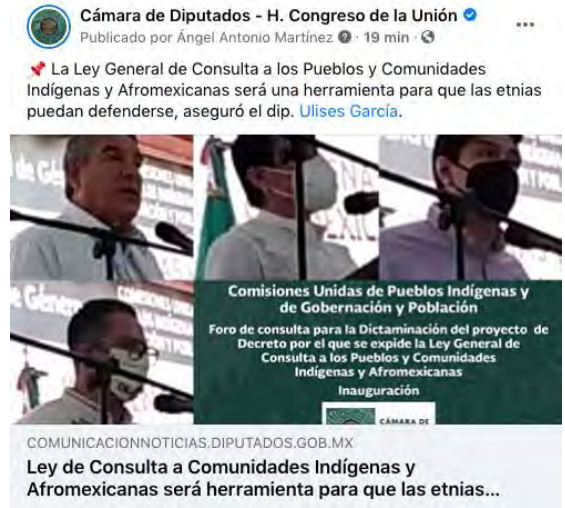 Cámara de Diputados - H. Congreso de la Unión
Publicado por Ángel Antonio Martínez · 19 min ·
📌 La Ley General de Consulta a los Pueblos y Comunidades
Indígenas y Afromexicanas será una herramienta para que las etnias
puedan defenderse, aseguró el dip. Ulises García.
Comisiones Unidas de Pueblos Indígenas y
de Gobernación y Población
Foro de consulta para la Dictaminación del proyecto de
Decreto por el que se expide la Ley General de
Consulta a los Pueblos y Comunidades
Indígenas y Afromexicanas
Inauguración
CÁMARA DE
COMUNICACIONNOTICIAS.DIPUTADOS.GOB.MX
Ley de Consulta a Comunidades Indígenas y
Afromexicanas será herramienta para que las etnias...